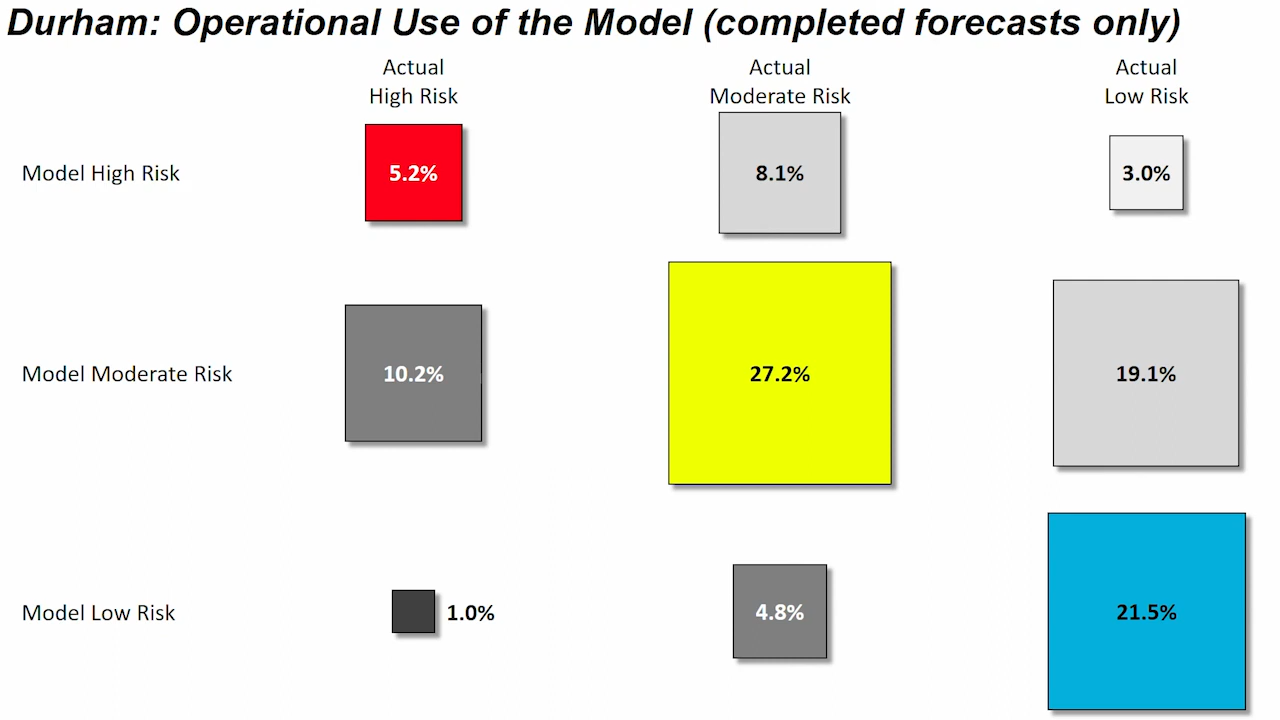 Durham: Operational Use of the Model (completed forecasts only)
Actual
High Risk
Actual
Moderate Risk
Actual
Low Risk
Model High Risk
5.2%
8.1%
3.0%
Model Moderate Risk
10.2%
27.2%
19.1%
Model Low Risk
1.0%
4.8%
21.5%